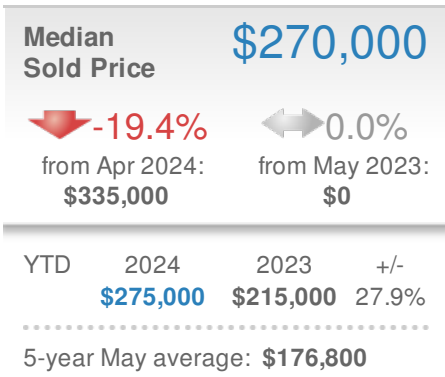 Median
Sold Price
$270,000
-19.4%
0.0%
from Apr 2024:
from May 2023:
$335,000
$0
YTD 2024 2023 +/-
$275,000 $215,000 27.9%
5-year May average: $176,800